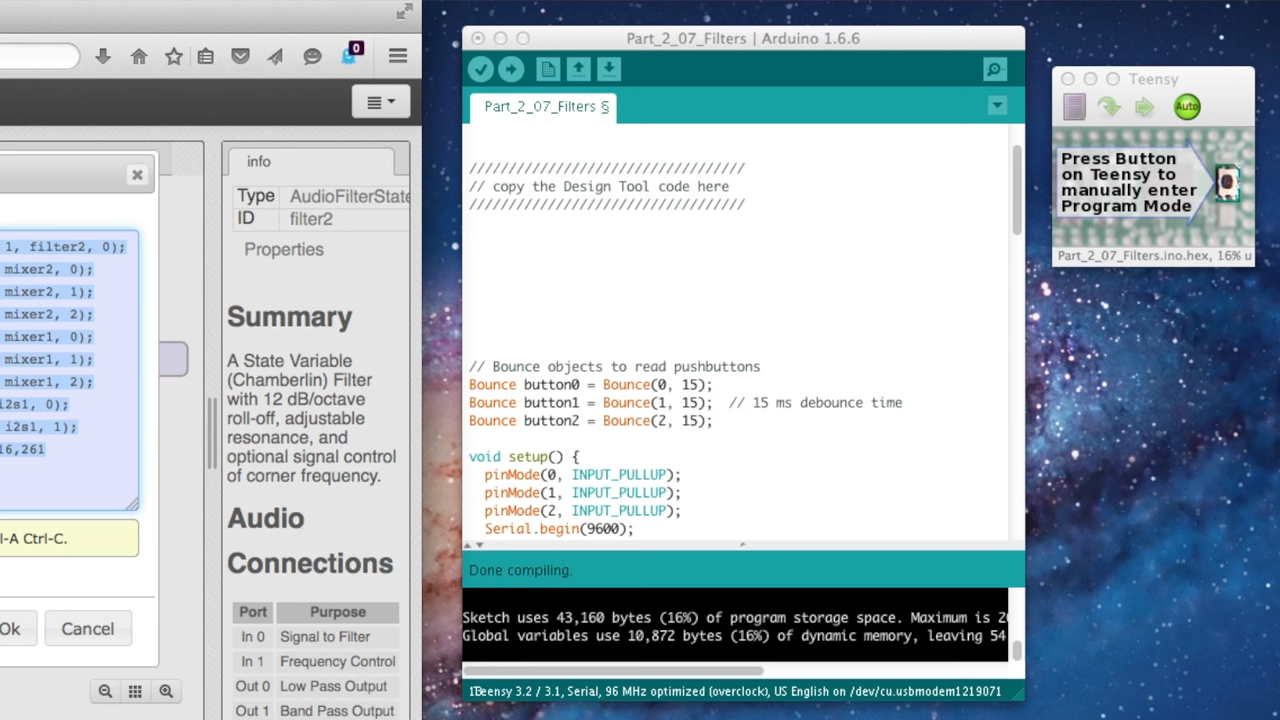 0
1, filter2, 0);
mixer2, 0);
mixer2, 1);
mixer2, 2);
mixer1, 0);
mixer1, 1);
mixer1, 2);
i2s1, 0);
i2s1, 1);
16,261
l-A Ctrl-C.
Ok
Cancel
info
Type AudioFilterState
ID filter2
Properties
Summary
A State Variable
(Chamberlin) Filter
with 12 dB/octave
roll-off, adjustable
resonance, and
optional signal control
of corner frequency.
Audio
Connections
Port Purpose
In 0 Signal to Filter
In 1 Frequency Control
Out 0 Low Pass Output
Out 1 Band Pass Output
Part_2_07_Filters | Arduino 1.6.6
Part_2_07_Filters §
///////////////////////////////////
// copy the Design Tool code here
///////////////////////////////////
// Bounce objects to read pushbuttons
Bounce button0 = Bounce(0, 15);
Bounce button1 = Bounce(1, 15);  // 15 ms debounce time
Bounce button2 = Bounce(2, 15);
void setup() {
pinMode(0, INPUT_PULLUP);
pinMode(1, INPUT_PULLUP);
pinMode(2, INPUT_PULLUP);
Serial.begin(9600);
Done compiling.
Sketch uses 43,160 bytes (16%) of program storage space. Maximum is 2
Global variables use 10,872 bytes (16%) of dynamic memory, leaving 54
Teensy 3.2 / 3.1, Serial, 96 MHz optimized (overclock), US English on /dev/cu.usbmodem1219071
Teensy
Auto
Press Button
on Teensy to
manually enter
Program Mode
Part_2_07_Filters.ino.hex, 16% u